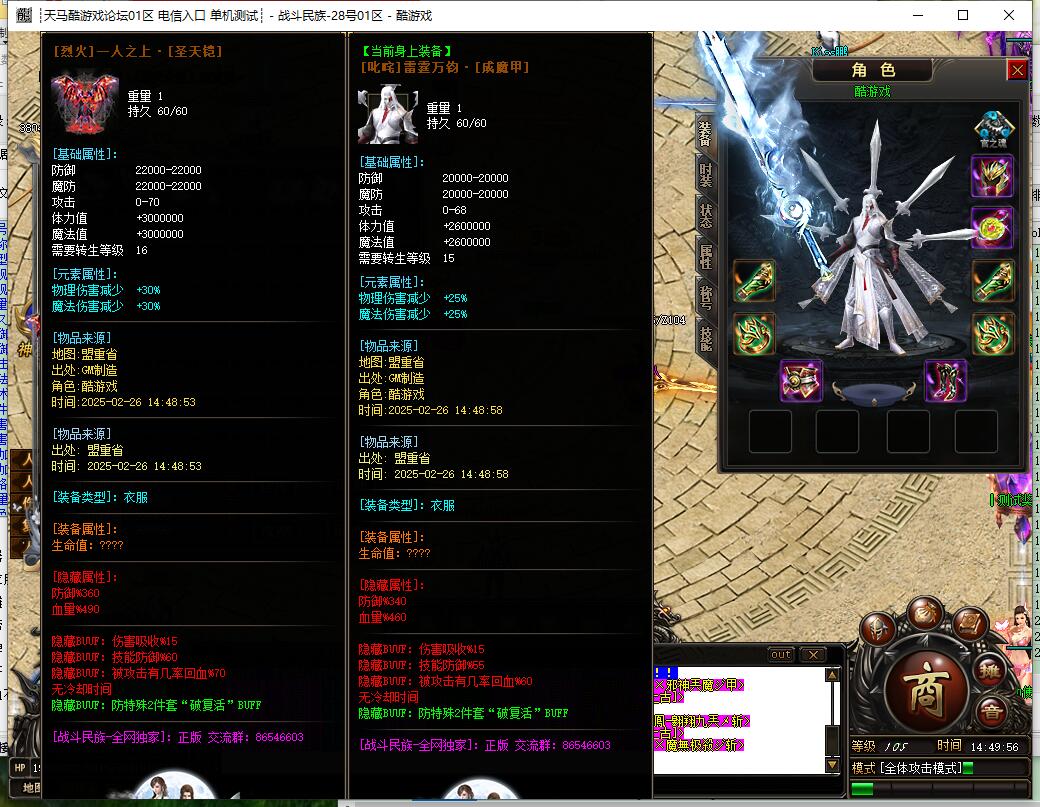 天马酷游戏论坛01区 电信入口 单机测试 - 战斗民族-28号01区 - 酷游戏
[烈火]一人之上·[圣天铠]
重量 1
持久 60/60
[基础属性]:
防御 22000-22000
魔防 22000-22000
攻击 0-70
体力值 +3000000
魔法值 +3000000
需要转生等级 16
[元素属性]:
物理伤害减少 +30%
魔法伤害减少 +30%
[物品来源]
地图:盟重省
出处:GM制造
角色:酷游戏
时间:2025-02-26 14:48:53
[物品来源]
出处: 盟重省
时间: 2025-02-26 14:48:53
[装备类型]: 衣服
[装备属性]:
生命值: ????
[隐藏属性]:
防御%360
血量%490
隐藏BUUF: 伤害吸收%15
隐藏BUUF: 技能防御%60
隐藏BUUF: 被攻击有几率回血%70
无冷却时间
隐藏BUUF: 防特殊2件套“破复活”BUFF
[战斗民族-全网独家]: 正版 交流群: 86546603
【当前身上装备】
[叱咤]雷霆万钧·[成魔甲]
重量 1
持久 60/60
[基础属性]:
防御 20000-20000
魔防 20000-20000
攻击 0-68
体力值 +2600000
魔法值 +2600000
需要转生等级 15
[元素属性]:
物理伤害减少 +25%
魔法伤害减少 +25%
[物品来源]
地图:盟重省
出处:GM制造
角色:酷游戏
时间:2025-02-26 14:48:58
[物品来源]
出处: 盟重省
时间: 2025-02-26 14:48:58
[装备类型]: 衣服
[装备属性]:
生命值: ????
[隐藏属性]:
防御%340
血量%460
隐藏BUUF: 伤害吸收%15
隐藏BUUF: 技能防御%55
隐藏BUUF: 被攻击有几率回血%60
无冷却时间
隐藏BUUF: 防特殊2件套“破复活”BUFF
[战斗民族-全网独家]: 正版 交流群: 86546603
角 色
酷游戏
装备
时装
状态
属性
称号
技能
out
商
摊
音
等级 105 时间 14:49:56
模式[全体攻击模式]
HP
地图